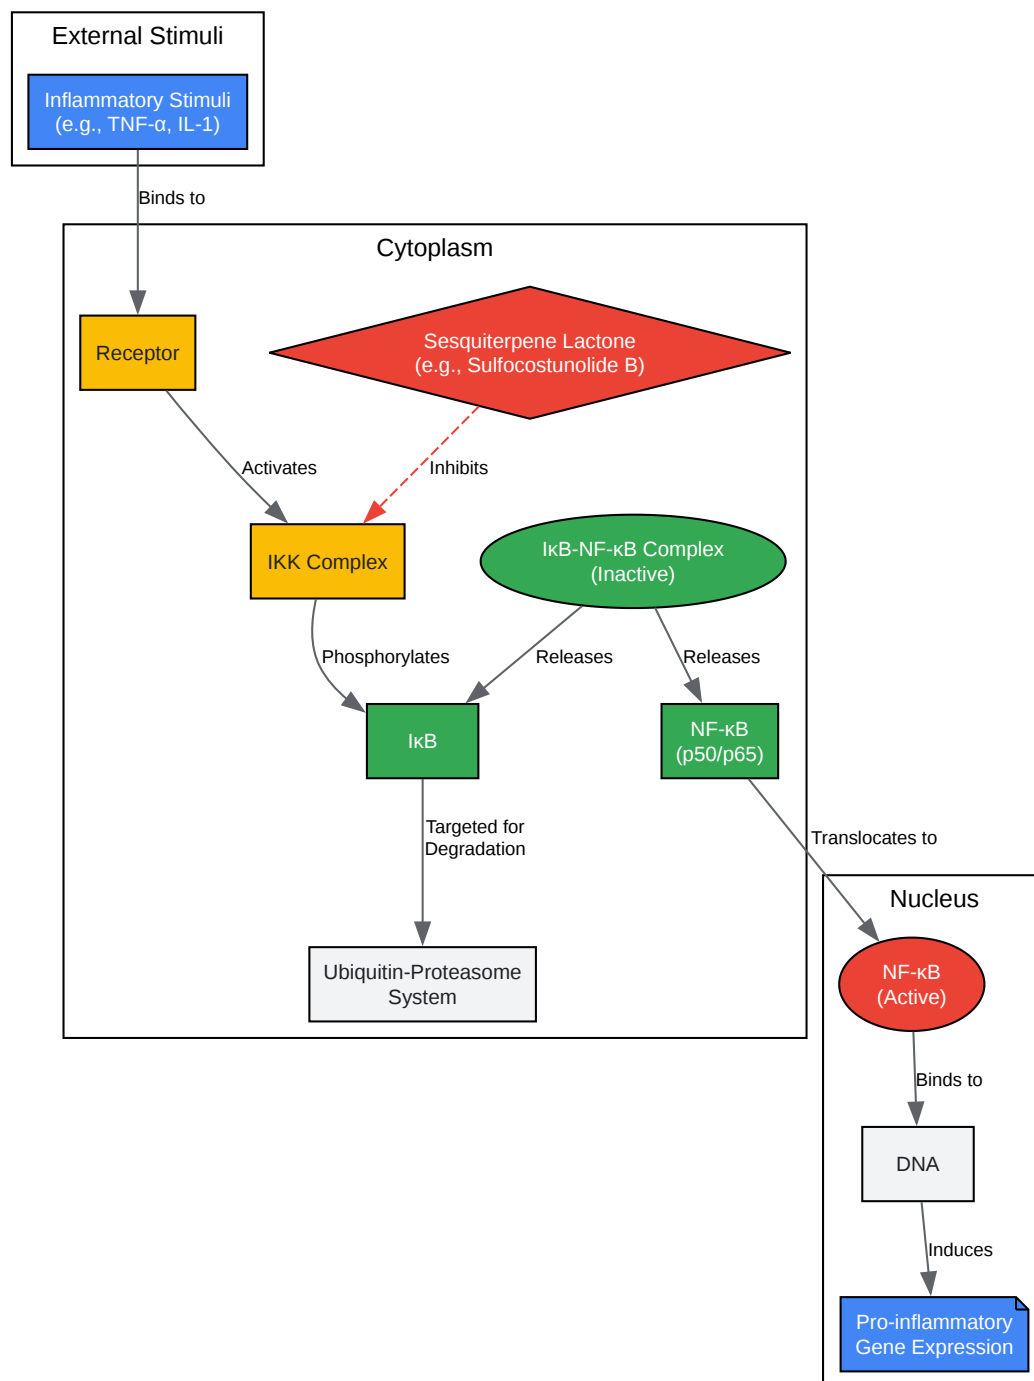 External Stimuli
Inflammatory Stimuli
(e.g., TNF-α, IL-1)
Binds to
Cytoplasm
Receptor
Sesquiterpene Lactone
(e.g., Sulfocostunolide B)
Activates
Inhibits
IKK Complex
IκB-NF-κB Complex
(Inactive)
Phosphorylates
Releases
Releases
IκB
NF-κB
(p50/p65)
Targeted for
Degradation
Translocates to
Nucleus
Ubiquitin-Proteasome
System
NF-κB
(Active)
Binds to
DNA
Induces
Pro-inflammatory
Gene Expression